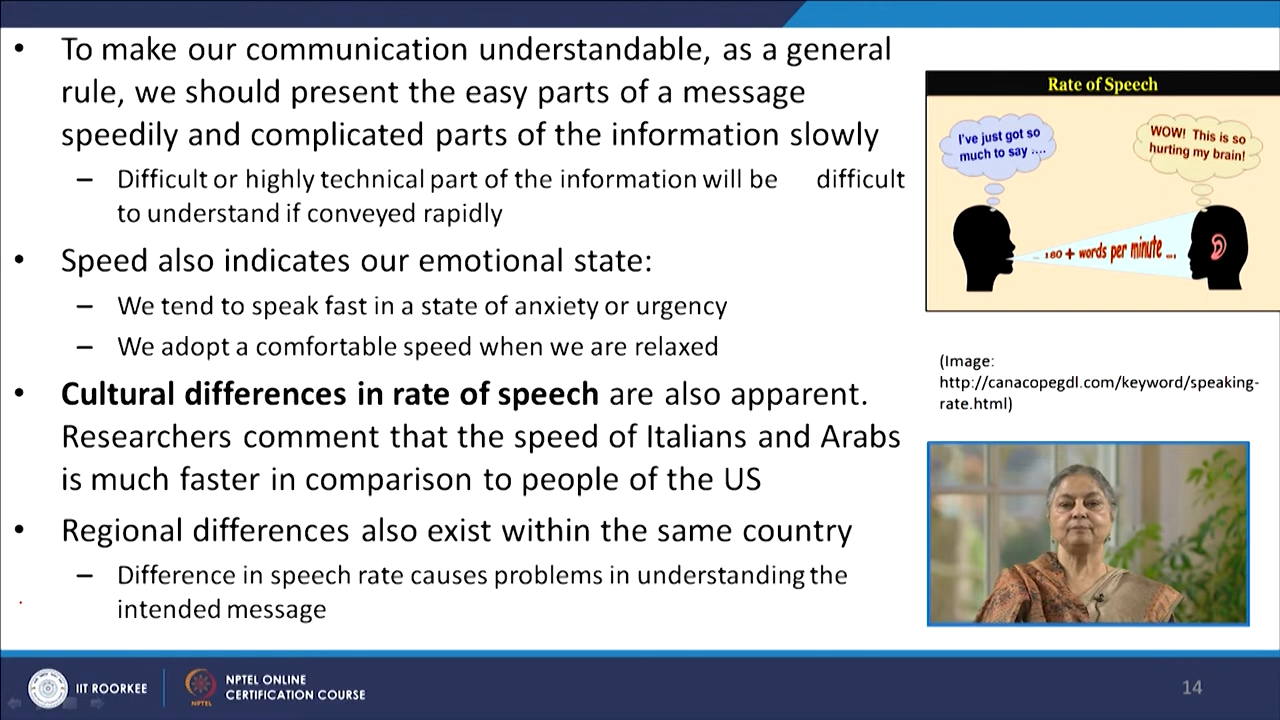 • To make our communication understandable, as a general
rule, we should present the easy parts of a message
speedily and complicated parts of the information slowly
– Difficult or highly technical part of the information will be difficult
to understand if conveyed rapidly
• Speed also indicates our emotional state:
– We tend to speak fast in a state of anxiety or urgency
– We adopt a comfortable speed when we are relaxed
• Cultural differences in rate of speech are also apparent.
Researchers comment that the speed of Italians and Arabs
is much faster in comparison to people of the US
• Regional differences also exist within the same country
– Difference in speech rate causes problems in understanding the
intended message
Rate of Speech
I've just got so
much to say ....
WOW! This is so
hurting my brain!
... 180 + words per minute ...
(Image:
http://canacopegdl.com/keyword/speaking-
rate.html)
IIT ROORKEE
NPTEL
NPTEL ONLINE
CERTIFICATION COURSE
14